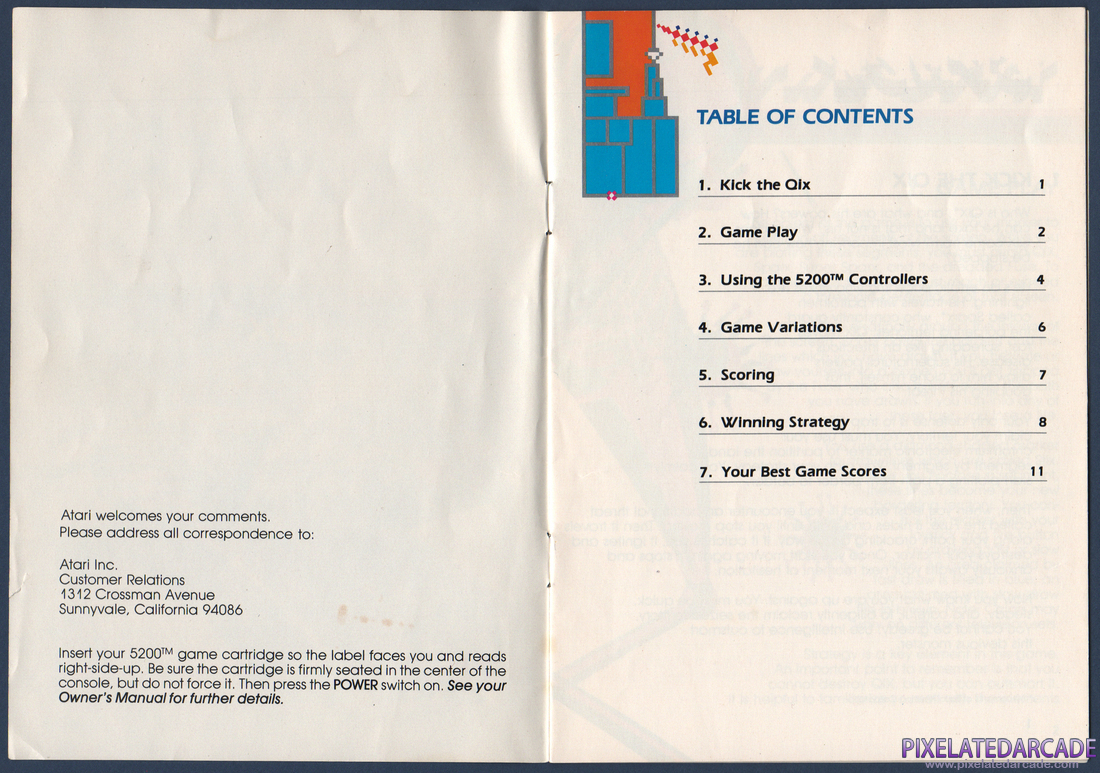 Atari welcomes your comments.
Please address all correspondence to:
Atari Inc.
Customer Relations
1312 Crossman Avenue
Sunnyvale, California 94086
Insert your 5200™ game cartridge so the label faces you and reads
right-side-up. Be sure the cartridge is firmly seated in the center of the
console, but do not force it. Then press the POWER switch on. See your
Owner's Manual for further details.
TABLE OF CONTENTS
1. Kick the Qix 1
2. Game Play 2
3. Using the 5200™ Controllers 4
4. Game Variations 6
5. Scoring 7
6. Winning Strategy 8
7. Your Best Game Scores 11
PIXELATEDARCADE
www.pixelatedarcade.com